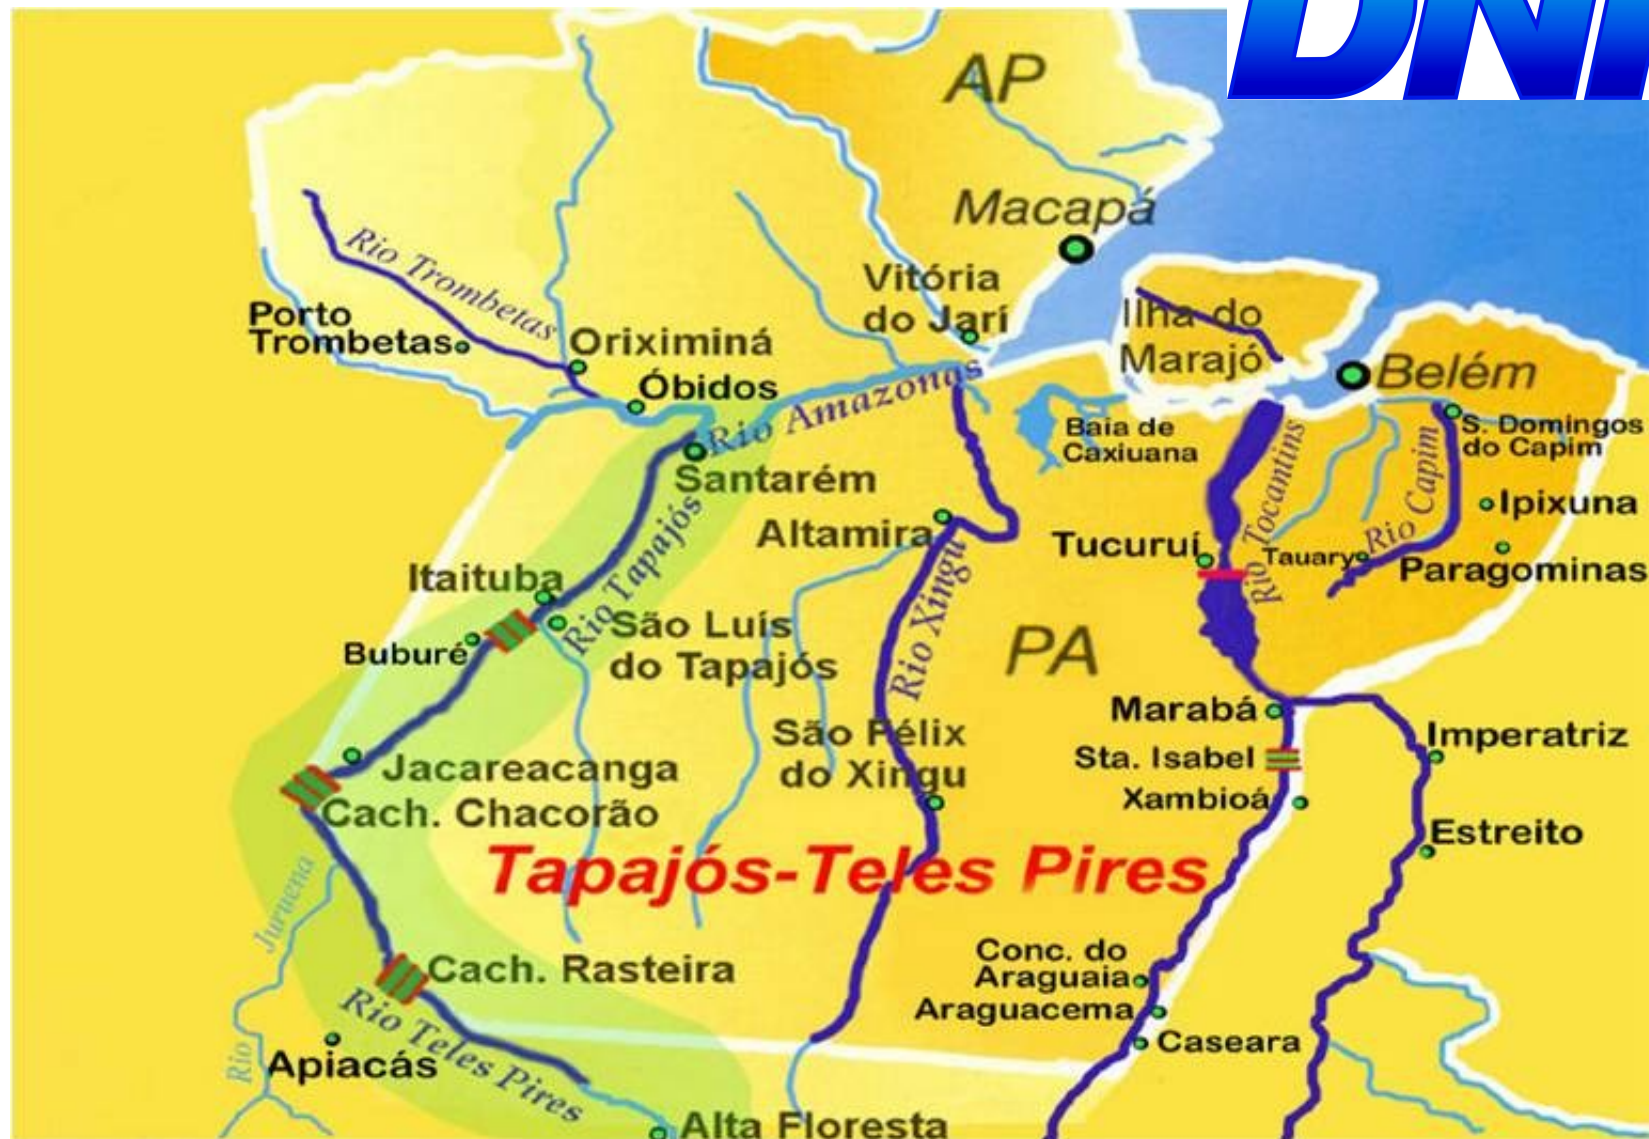 DNI
AP
Macapá
Rio Trombetas
Vitória
do Jarí
Porto
Trombetas
Oriximiná
Óbidos
Ilha do
Marajó
Belém
Rio Amazonas
Baia de
Caxiuana
S. Domingos
do Capim
Santarém
Rio Tocantins
Rio Capim
Ipixuna
Altamira
Tucuruí
Tauary
Paragominas
Itaituba
Rio Tapajós
São Luís
do Tapajós
Buburé
Rio Xingu
PA
Marabá
Imperatriz
São Félix
do Xingu
Sta. Isabel
Xambioá
Jacareacanga
Cach. Chacorão
Estreito
Tapajós-Teles Pires
Rio Juruena
Cach. Rasteira
Conc. do
Araguaia
Araguacema
Caseara
Rio Teles Pires
Apiacás
Alta Floresta